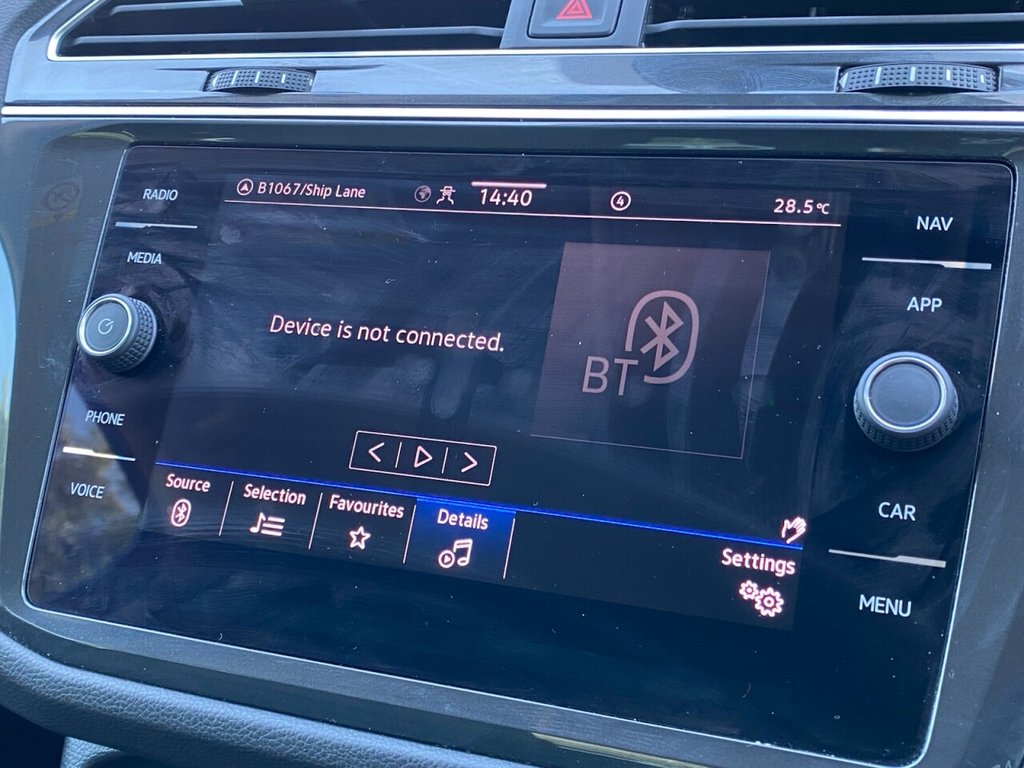 RADIO
MEDIA
PHONE
VOICE
B1067/Ship Lane
14:40
4
28.5°C
Device is not connected.
BT
Source
Selection
Favourites
Details
Settings
NAV
APP
CAR
MENU